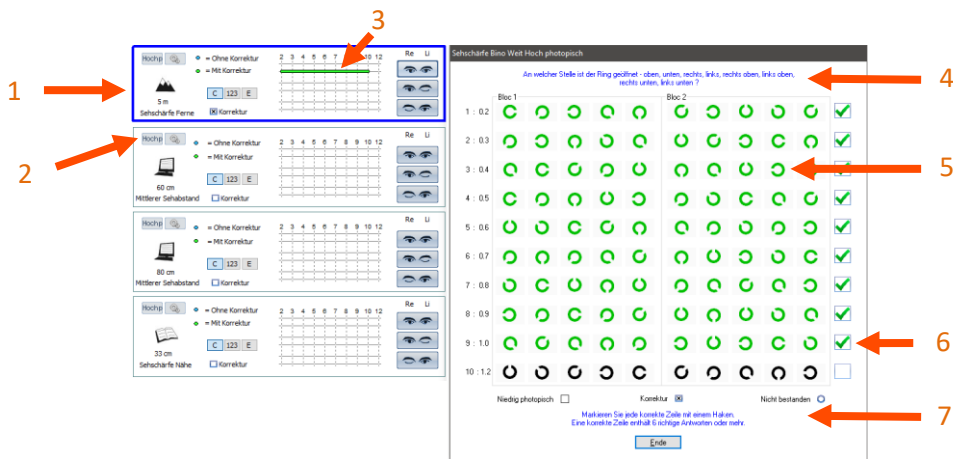 3
Hochp
= Ohne Korrektur
= Mit Korrektur
2 3 4 5 6 7 8 9 10 12
Re Li
5 m
C 123 E
Sehschärfe Ferne
Korrektur
1
Hochp
= Ohne Korrektur
= Mit Korrektur
2 3 4 5 6 7 8 9 10 12
Re Li
60 cm
C 123 E
Mittlerer Sehabstand
Korrektur
2
Hochp
= Ohne Korrektur
= Mit Korrektur
2 3 4 5 6 7 8 9 10 12
Re Li
80 cm
C 123 E
Mittlerer Sehabstand
Korrektur
Hochp
= Ohne Korrektur
= Mit Korrektur
2 3 4 5 6 7 8 9 10 12
Re Li
33 cm
C 123 E
Sehschärfe Nähe
Korrektur
Sehschärfe Bino Weit Hoch photopisch
An welcher Stelle ist der Ring geöffnet - oben, unten, rechts, links, rechts oben, links oben,
rechts unten, links unten ?
4
Bloc 1
Bloc 2
1 : 0.2
2 : 0.3
3 : 0.4
5
4 : 0.5
5 : 0.6
6 : 0.7
7 : 0.8
8 : 0.9
9 : 1.0
6
10 : 1.2
Niedig photopisch
Korrektur
Nicht bestanden
Markieren Sie jede korrekte Zeile mit einem Haken.
Eine korrekte Zeile enthält 6 richtige Antworten oder mehr.
7
Ende